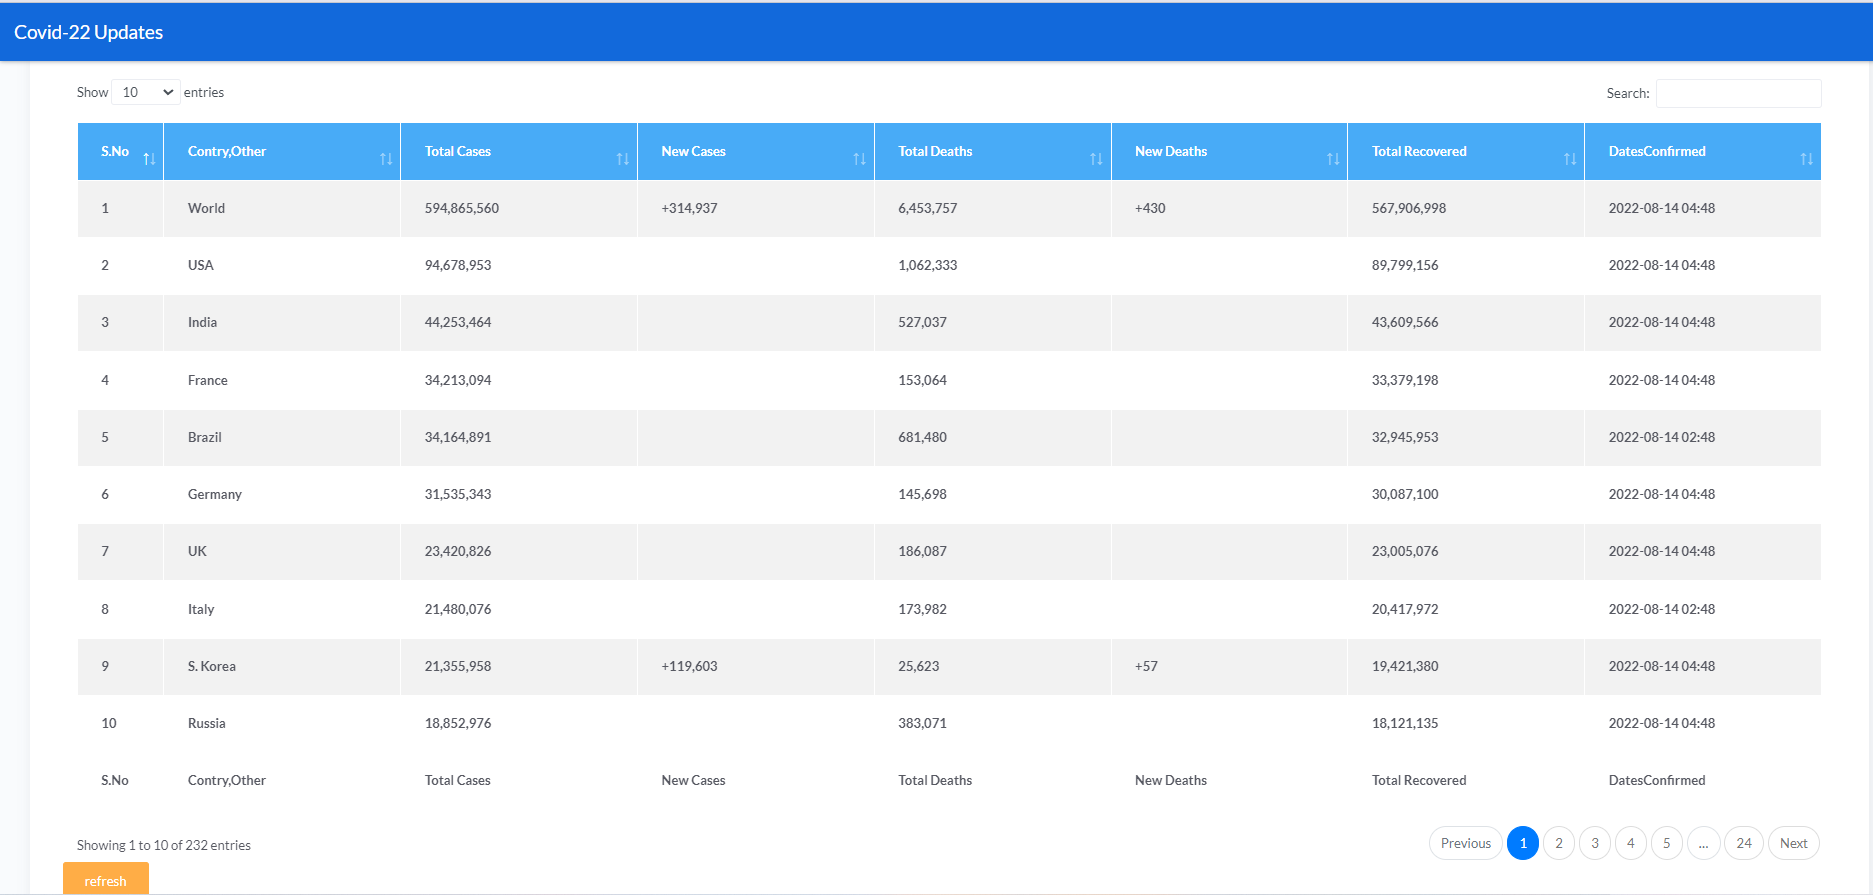 Covid-22 Updates
Show 10 entries Search:
S.No Contry,Other Total Cases New Cases Total Deaths New Deaths Total Recovered DatesConfirmed
1 World 594,865,560 +314,937 6,453,757 +430 567,906,998 2022-08-14 04:48
2 USA 94,678,953 1,062,333 89,799,156 2022-08-14 04:48
3 India 44,253,464 527,037 43,609,566 2022-08-14 04:48
4 France 34,213,094 153,064 33,379,198 2022-08-14 04:48
5 Brazil 34,164,891 681,480 32,945,953 2022-08-14 02:48
6 Germany 31,535,343 145,698 30,087,100 2022-08-14 04:48
7 UK 23,420,826 186,087 23,005,076 2022-08-14 04:48
8 Italy 21,480,076 173,982 20,417,972 2022-08-14 02:48
9 S. Korea 21,355,958 +119,603 25,623 +57 19,421,380 2022-08-14 04:48
10 Russia 18,852,976 383,071 18,121,135 2022-08-14 04:48
S.No Contry,Other Total Cases New Cases Total Deaths New Deaths Total Recovered DatesConfirmed
Showing 1 to 10 of 232 entries
Previous 1 2 3 4 5 ... 24 Next
refresh